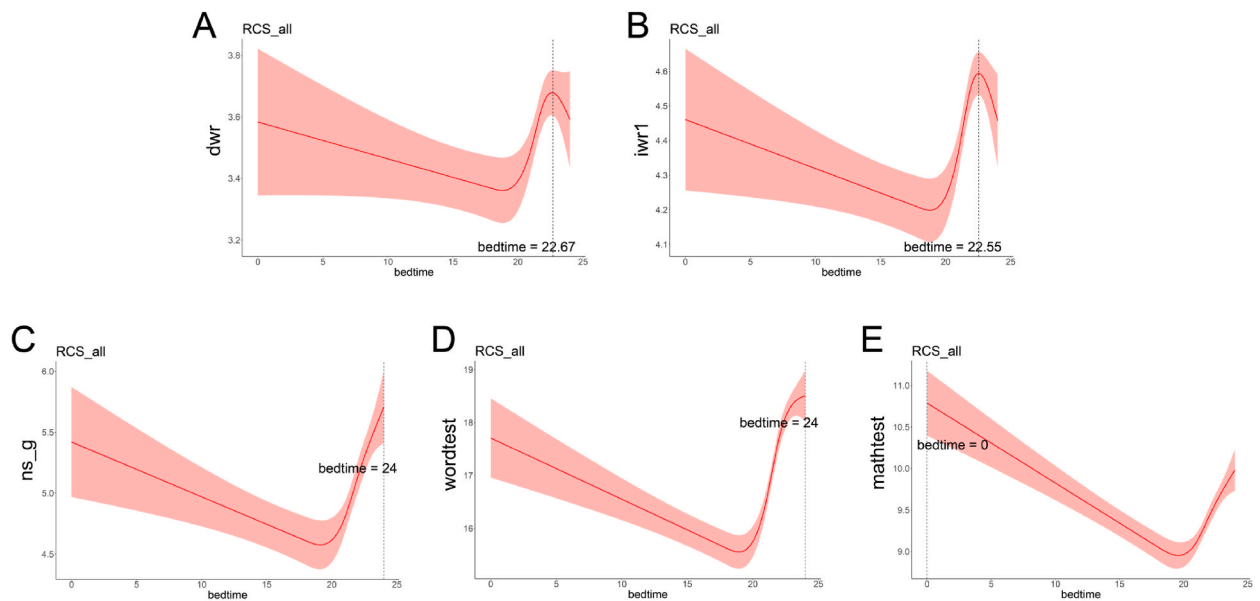 A
RCS_all
dwr
3.8
3.6
3.4
3.2
0 5 10 15 20 25
bedtime = 22.67
bedtime
B
RCS_all
iwr1
4.6
4.5
4.4
4.3
4.2
4.1
0 5 10 15 20 25
bedtime = 22.55
bedtime
C
RCS_all
ns_g
6.0
5.5
5.0
4.5
bedtime = 24
0 5 10 15 20 25
bedtime
D
RCS_all
wordtest
19
18
17
16
bedtime = 24
0 5 10 15 20 25
bedtime
E
RCS_all
mathtest
11.0
10.5
10.0
9.5
9.0
bedtime = 0
0 5 10 15 20 25
bedtime